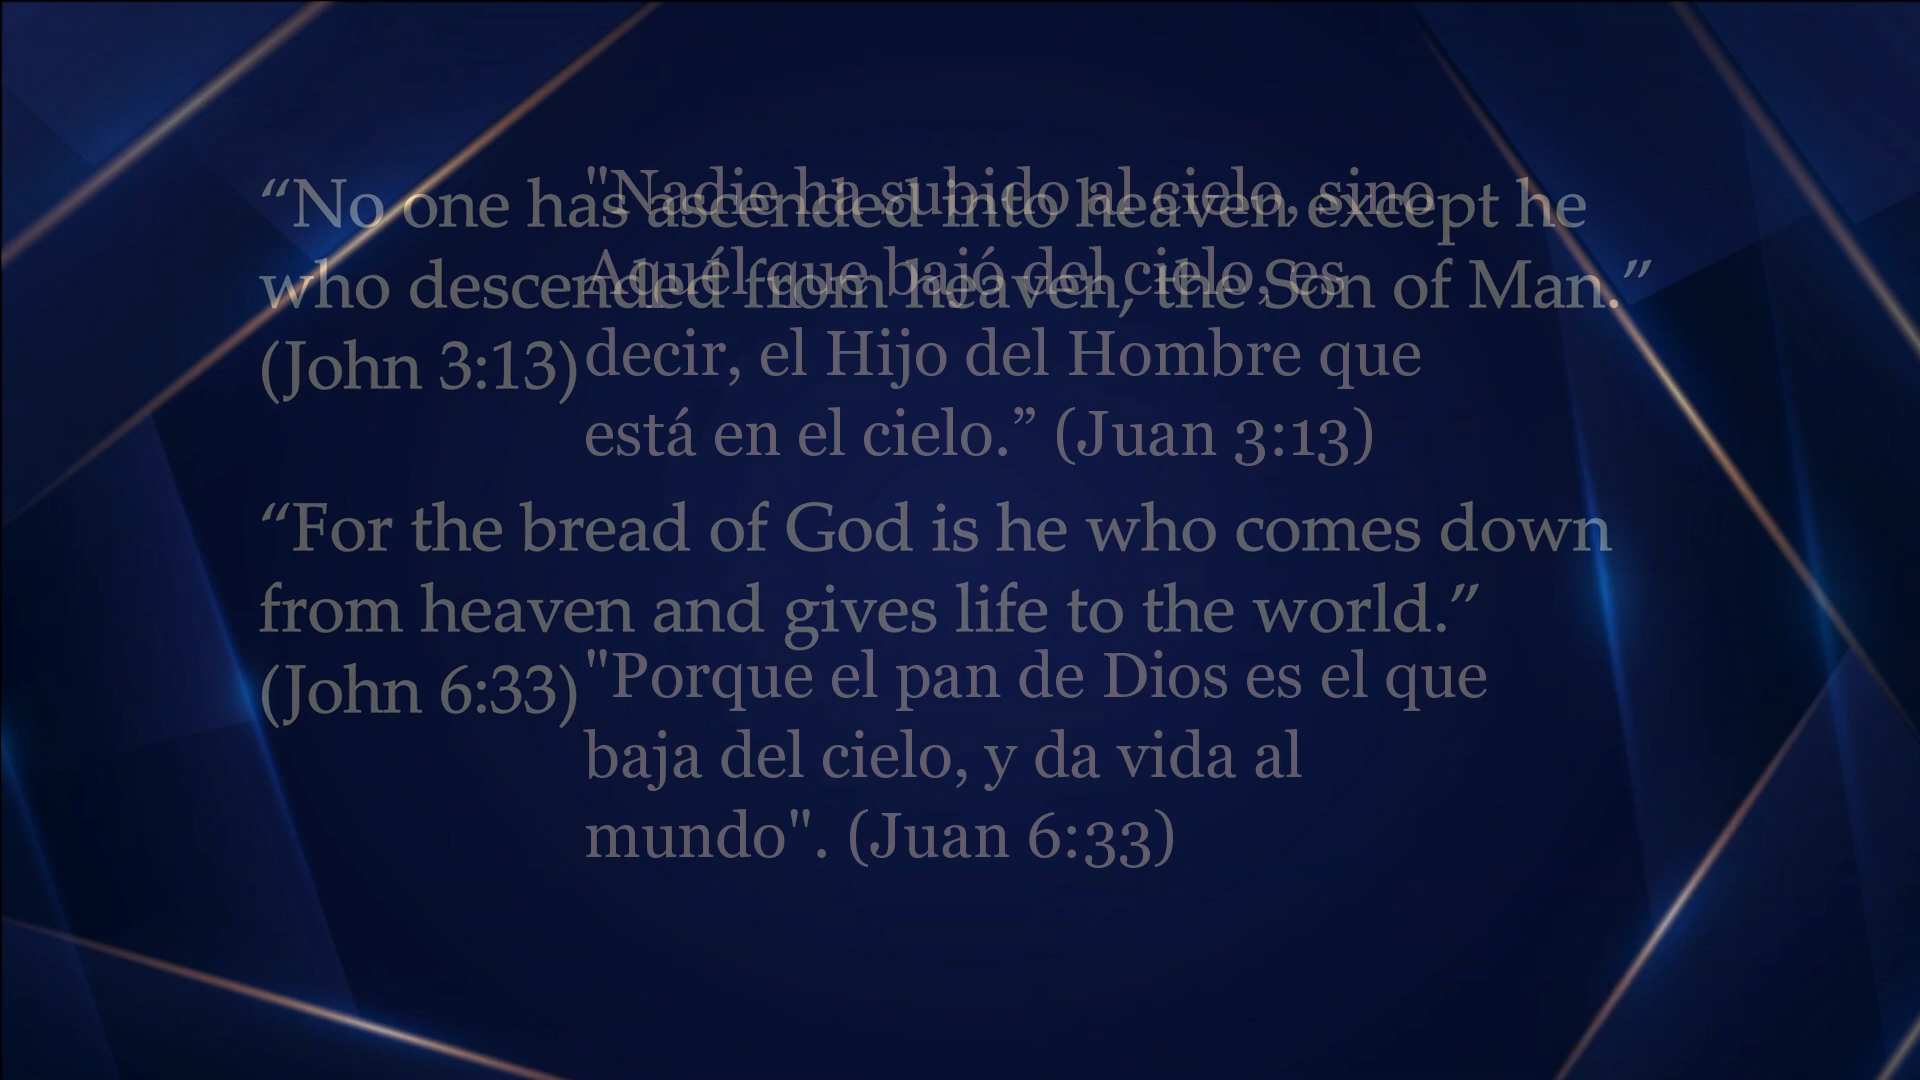 “No one has ascended into heaven except he
who descended from heaven, the Son of Man.”
(John 3:13)
“For the bread of God is he who comes down
from heaven and gives life to the world.”
(John 6:33)
"Nadie ha subido al cielo, sino
Aquél que bajó del cielo, es
decir, el Hijo del Hombre que
está en el cielo.” (Juan 3:13)
"Porque el pan de Dios es el que
baja del cielo, y da vida al
mundo". (Juan 6:33)